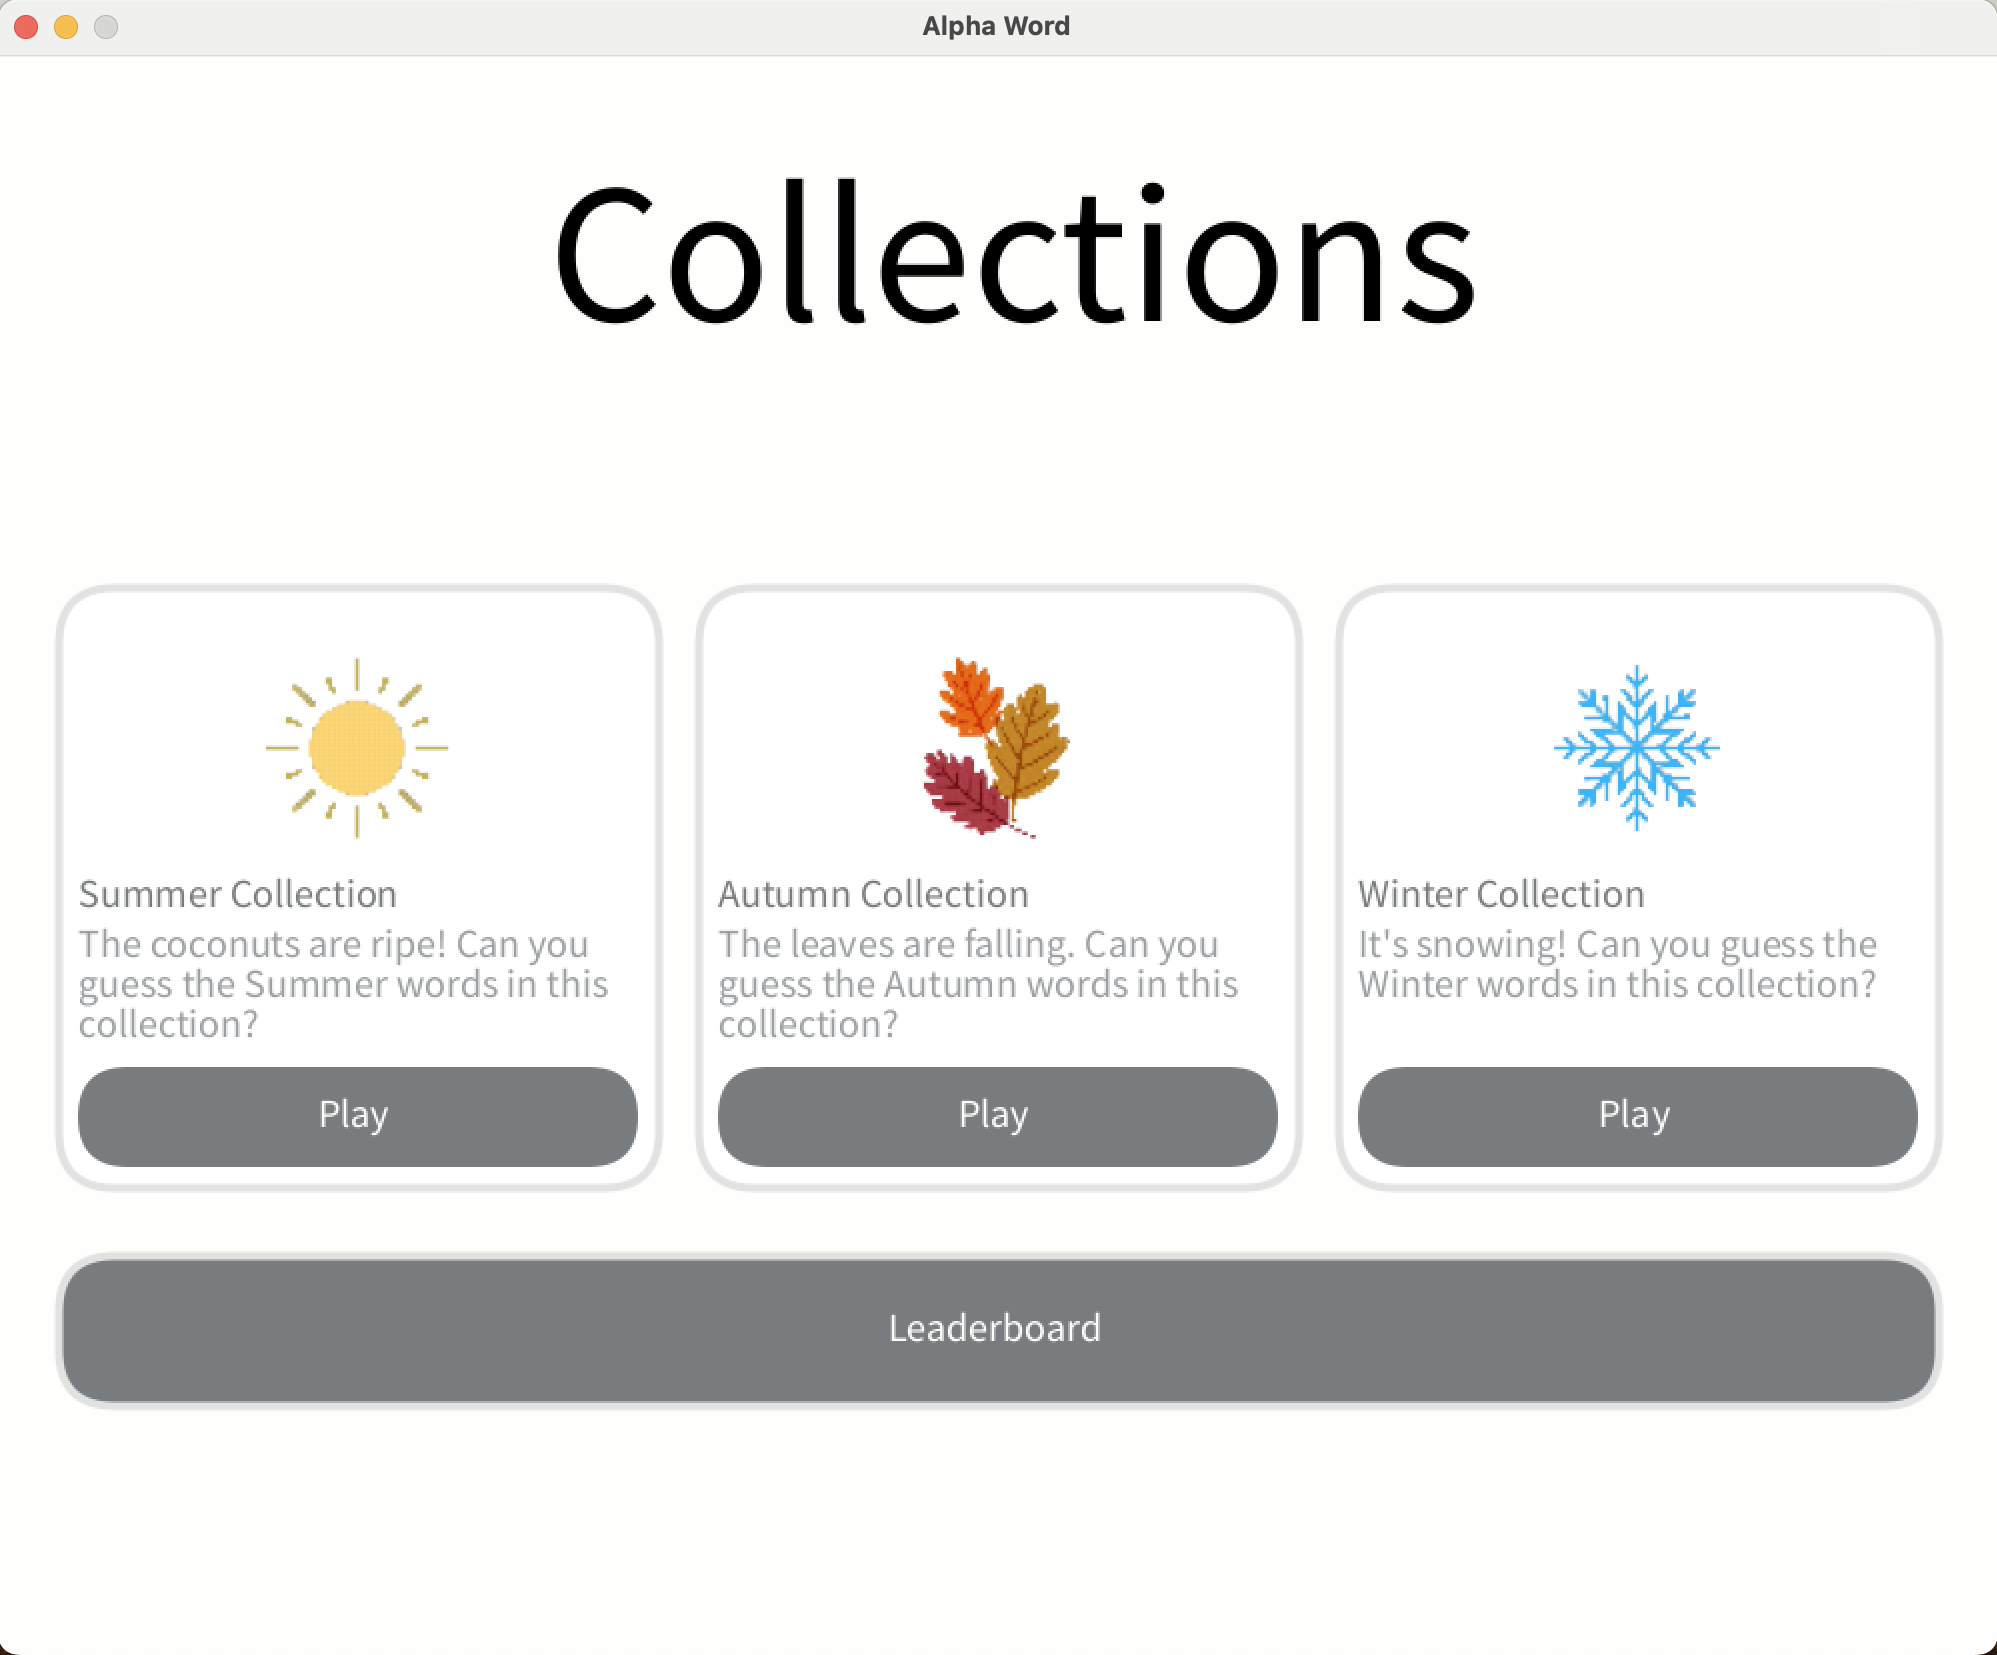 Alpha Word
Collections
Summer Collection
The coconuts are ripe! Can you
guess the Summer words in this
collection?
Play
Autumn Collection
The leaves are falling. Can you
guess the Autumn words in this
collection?
Play
Winter Collection
It's snowing! Can you guess the
Winter words in this collection?
Play
Leaderboard